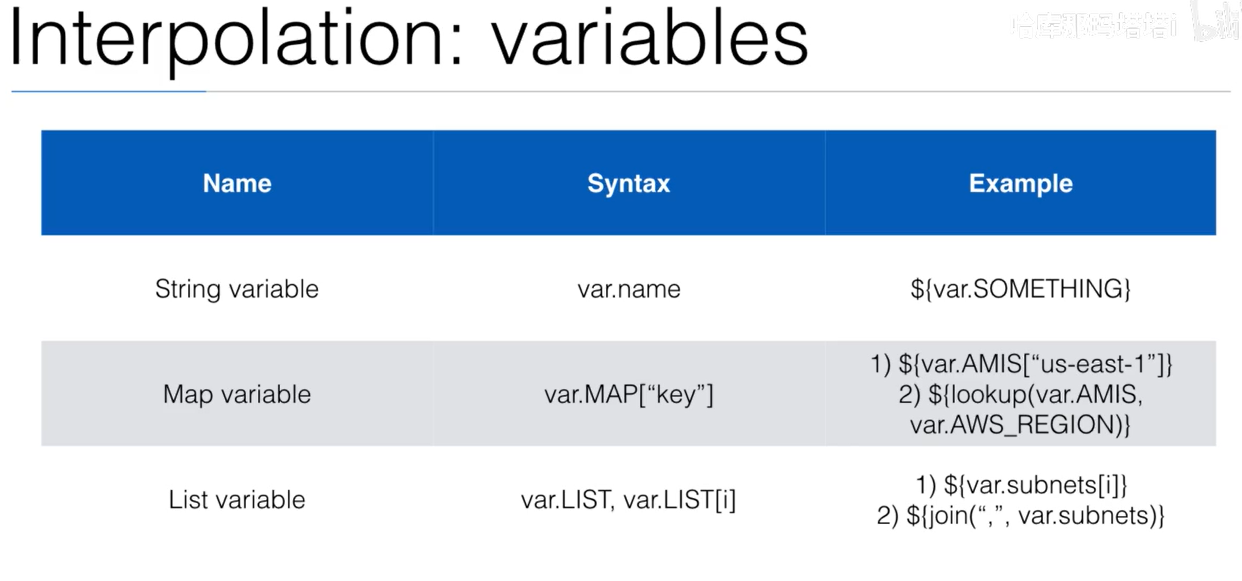 Interpolation: variables
Name Syntax Example
String variable var.name ${var.SOMETHING}
Map variable var.MAP[“key”] 1) ${var.AMIS[“us-east-1”]}
2) ${lookup(var.AMIS,
var.AWS_REGION)}
List variable var.LIST, var.LIST[i] 1) ${var.subnets[i]}
2) ${join(“,”, var.subnets)}